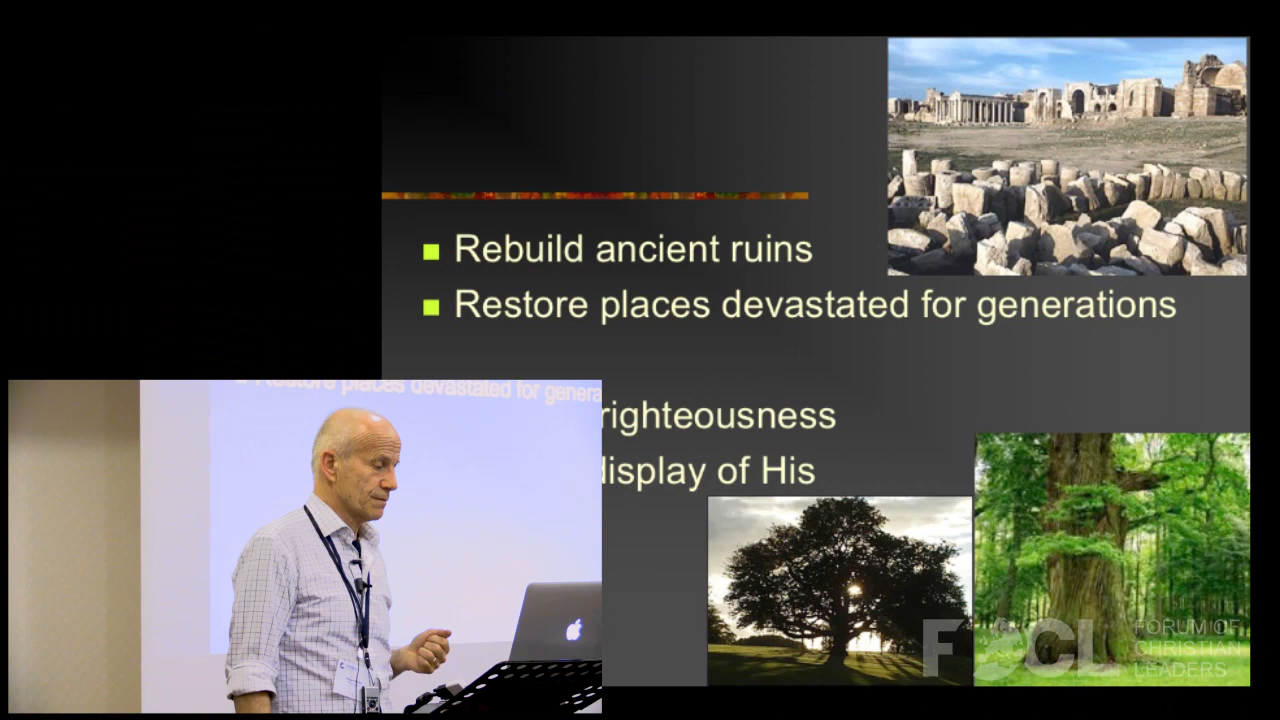 Rebuild ancient ruins
Restore places devastated for generations
righteousness
display of His
Restore places devastated for genera
FOCL
FORUM OF
CHRISTIAN
LEADERS